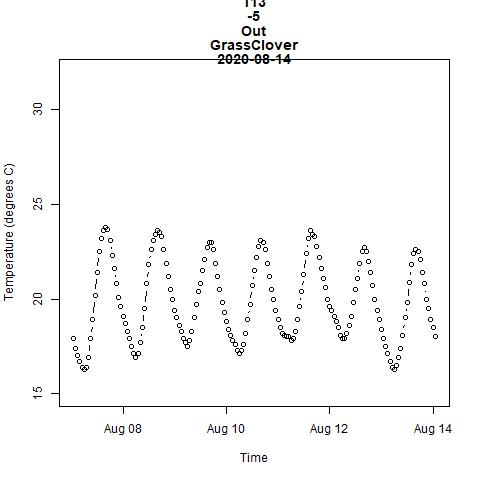 113
-5
Out
GrassClover
2020-08-14
Temperature (degrees C)
30
25
20
15
Aug 08
Aug 10
Aug 12
Aug 14
Time